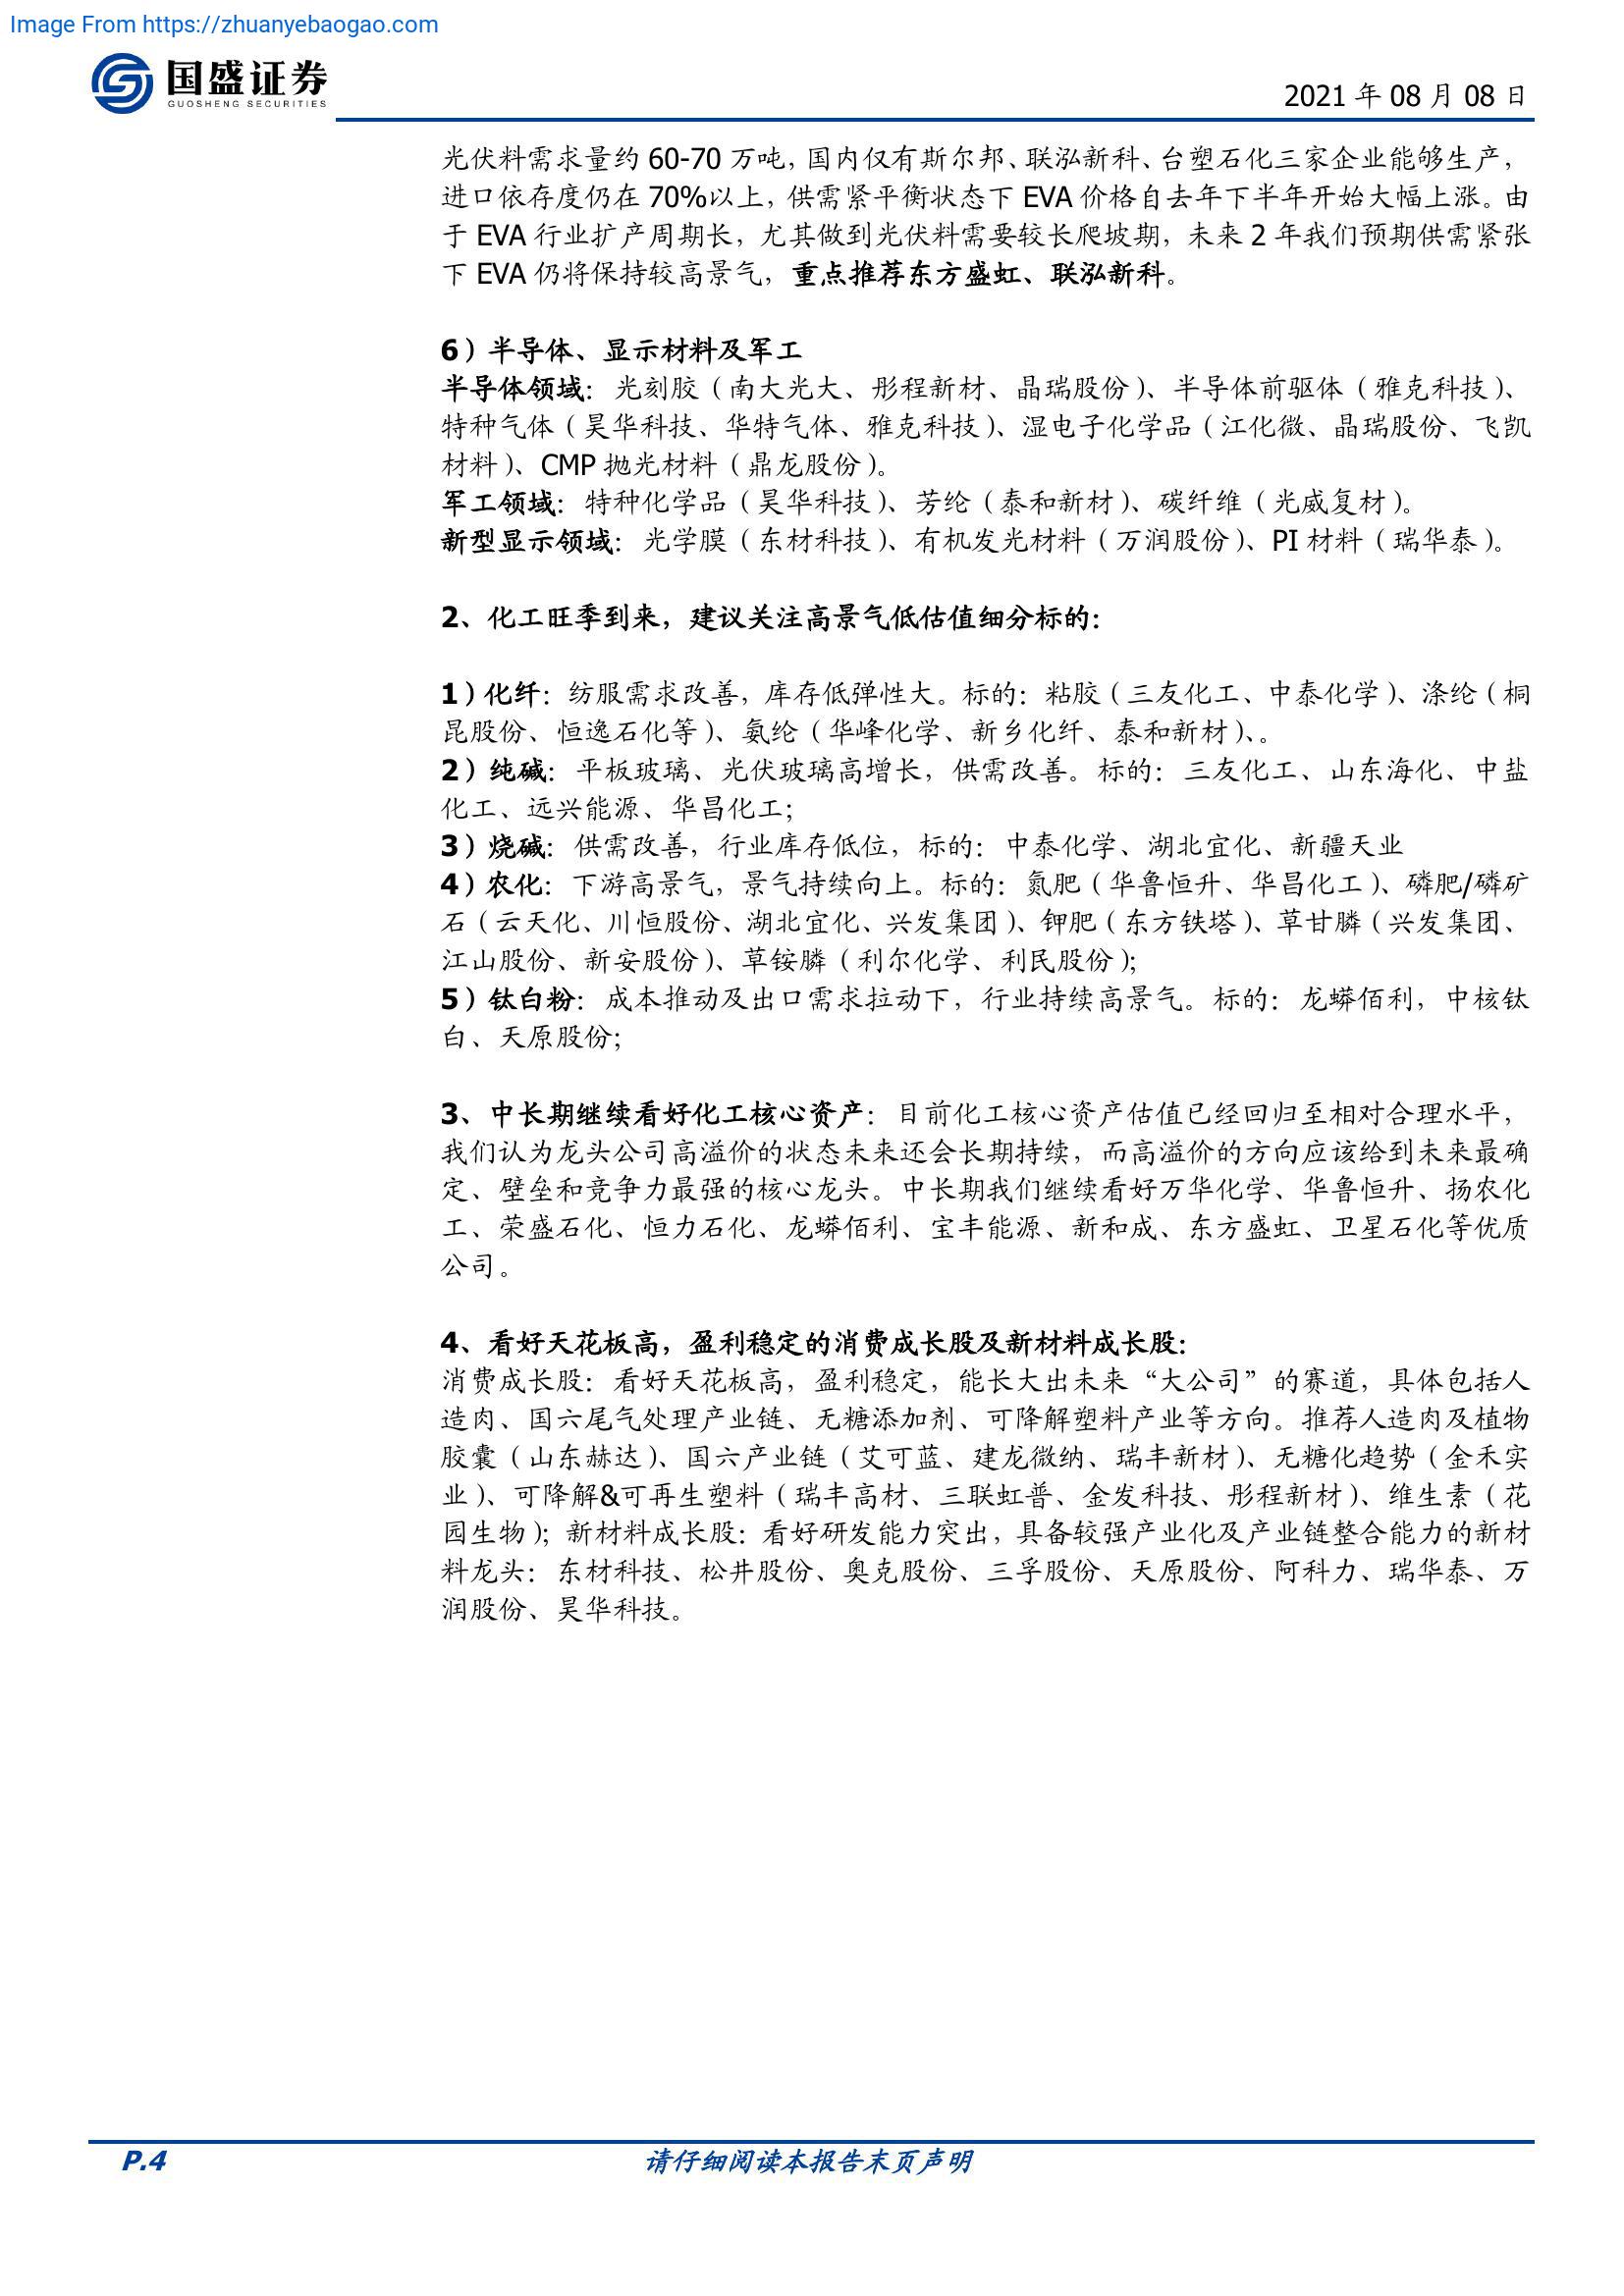 Image From https://zhuanyebaogao.com
国盛证券
GUOSHENG SECURITIES
2021 年 08 月 08 日
光伏料需求量约 60-70 万吨，国内仅有斯尔邦、联泓新科、台塑石化三家企业能够生产，
进口依存度仍在 70%以上，供需紧平衡状态下 EVA 价格自去年下半年开始大幅上涨。由
于 EVA 行业扩产周期长，尤其做到光伏料需要较长爬坡期，未来 2 年我们预期供需紧张
下 EVA 仍将保持较高景气，重点推荐东方盛虹、联泓新科。
6）半导体、显示材料及军工
半导体领域：光刻胶（南大光大、彤程新材、晶瑞股份）、半导体前驱体（雅克科技）、
特种气体（昊华科技、华特气体、雅克科技）、湿电子化学品（江化微、晶瑞股份、飞凯
材料）、CMP 抛光材料（鼎龙股份）。
军工领域：特种化学品（昊华科技）、芳纶（泰和新材）、碳纤维（光威复材）。
新型显示领域：光学膜（东材科技）、有机发光材料（万润股份）、PI 材料（瑞华泰）。
2、化工旺季到来，建议关注高景气低估值细分标的：
1）化纤：纺服需求改善，库存低弹性大。标的：粘胶（三友化工、中泰化学）、涤纶（桐
昆股份、恒逸石化等）、氨纶（华峰化学、新乡化纤、泰和新材）、。
2）纯碱：平板玻璃、光伏玻璃高增长，供需改善。标的：三友化工、山东海化、中盐
化工、远兴能源、华昌化工；
3）烧碱：供需改善，行业库存低位，标的：中泰化学、湖北宜化、新疆天业
4）农化：下游高景气，景气持续向上。标的：氮肥（华鲁恒升、华昌化工）、磷肥/磷矿
石（云天化、川恒股份、湖北宜化、兴发集团）、钾肥（东方铁塔）、草甘膦（兴发集团、
江山股份、新安股份）、草铵膦（利尔化学、利民股份）；
5）钛白粉：成本推动及出口需求拉动下，行业持续高景气。标的：龙蟒佰利，中核钛
白、天原股份；
3、中长期继续看好化工核心资产：目前化工核心资产估值已经回归至相对合理水平，
我们认为龙头公司高溢价的状态未来还会长期持续，而高溢价的方向应该给到未来最确
定、壁垒和竞争力最强的核心龙头。中长期我们继续看好万华化学、华鲁恒升、扬农化
工、荣盛石化、恒力石化、龙蟒佰利、宝丰能源、新和成、东方盛虹、卫星石化等优质
公司。
4、看好天花板高，盈利稳定的消费成长股及新材料成长股：
消费成长股：看好天花板高，盈利稳定，能长大出未来“大公司”的赛道，具体包括人
造肉、国六尾气处理产业链、无糖添加剂、可降解塑料产业等方向。推荐人造肉及植物
胶囊（山东赫达）、国六产业链（艾可蓝、建龙微纳、瑞丰新材）、无糖化趋势（金禾实
业）、可降解&可再生塑料（瑞丰高材、三联虹普、金发科技、彤程新材）、维生素（花
园生物）；新材料成长股：看好研发能力突出，具备较强产业化及产业链整合能力的新材
料龙头：东材科技、松井股份、奥克股份、三孚股份、天原股份、阿科力、瑞华泰、万
润股份、昊华科技。
P.4
请仔细阅读本报告末页声明